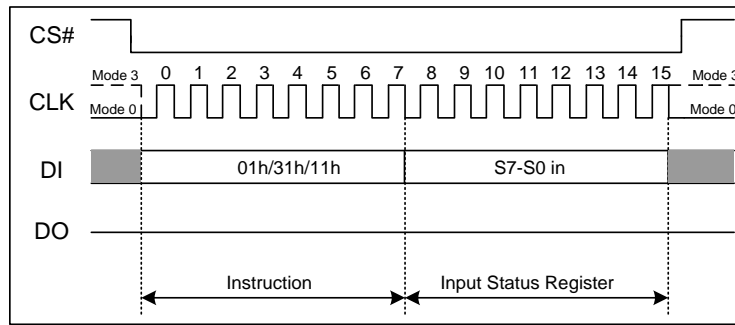 CS#
Mode 3 0 1 2 3 4 5 6 7 8 9 10 11 12 13 14 15 Mode 3
CLK
Mode 0 Mode 0
DI 01h/31h/11h S7-S0 in
DO
Instruction Input Status Register